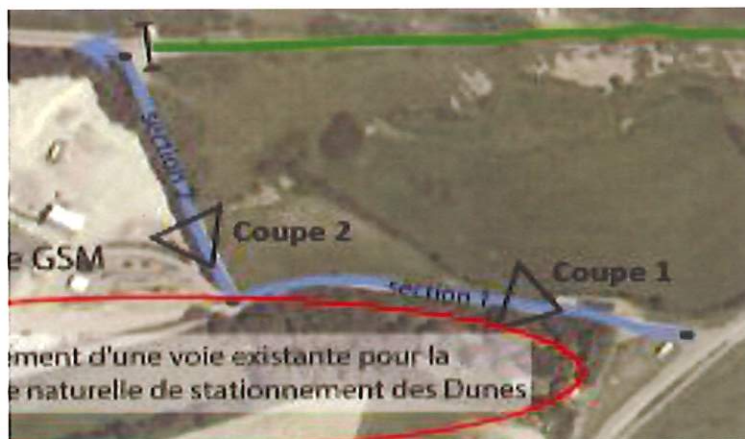 section 2
Coupe 2
e GSM
Coupe 1
section 1
ement d'une voie existante pour la
e naturelle de stationnement des Dunes